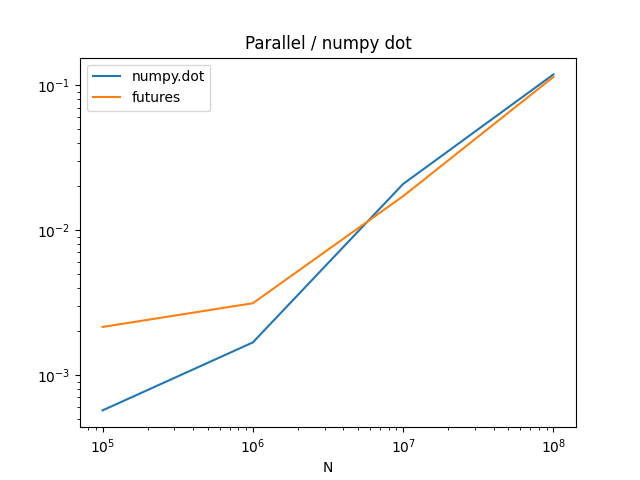 Parallel / numpy dot
numpy.dot
futures
10⁻¹
10⁻²
10⁻³
10⁵ 10⁶ 10⁷ 10⁸
N